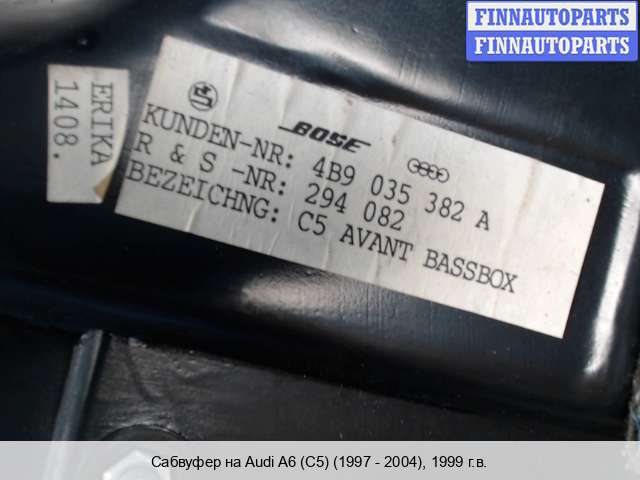 FINNAUTOPARTS
FINNAUTOPARTS
ERIKA
1408.
BOSE
KUNDEN-NR: 4B9 035 382 A
R & S -NR: 294 082
BEZEICHNG: C5 AVANT BASSBOX
Сабвуфер на Audi A6 (C5) (1997 - 2004), 1999 г.в.